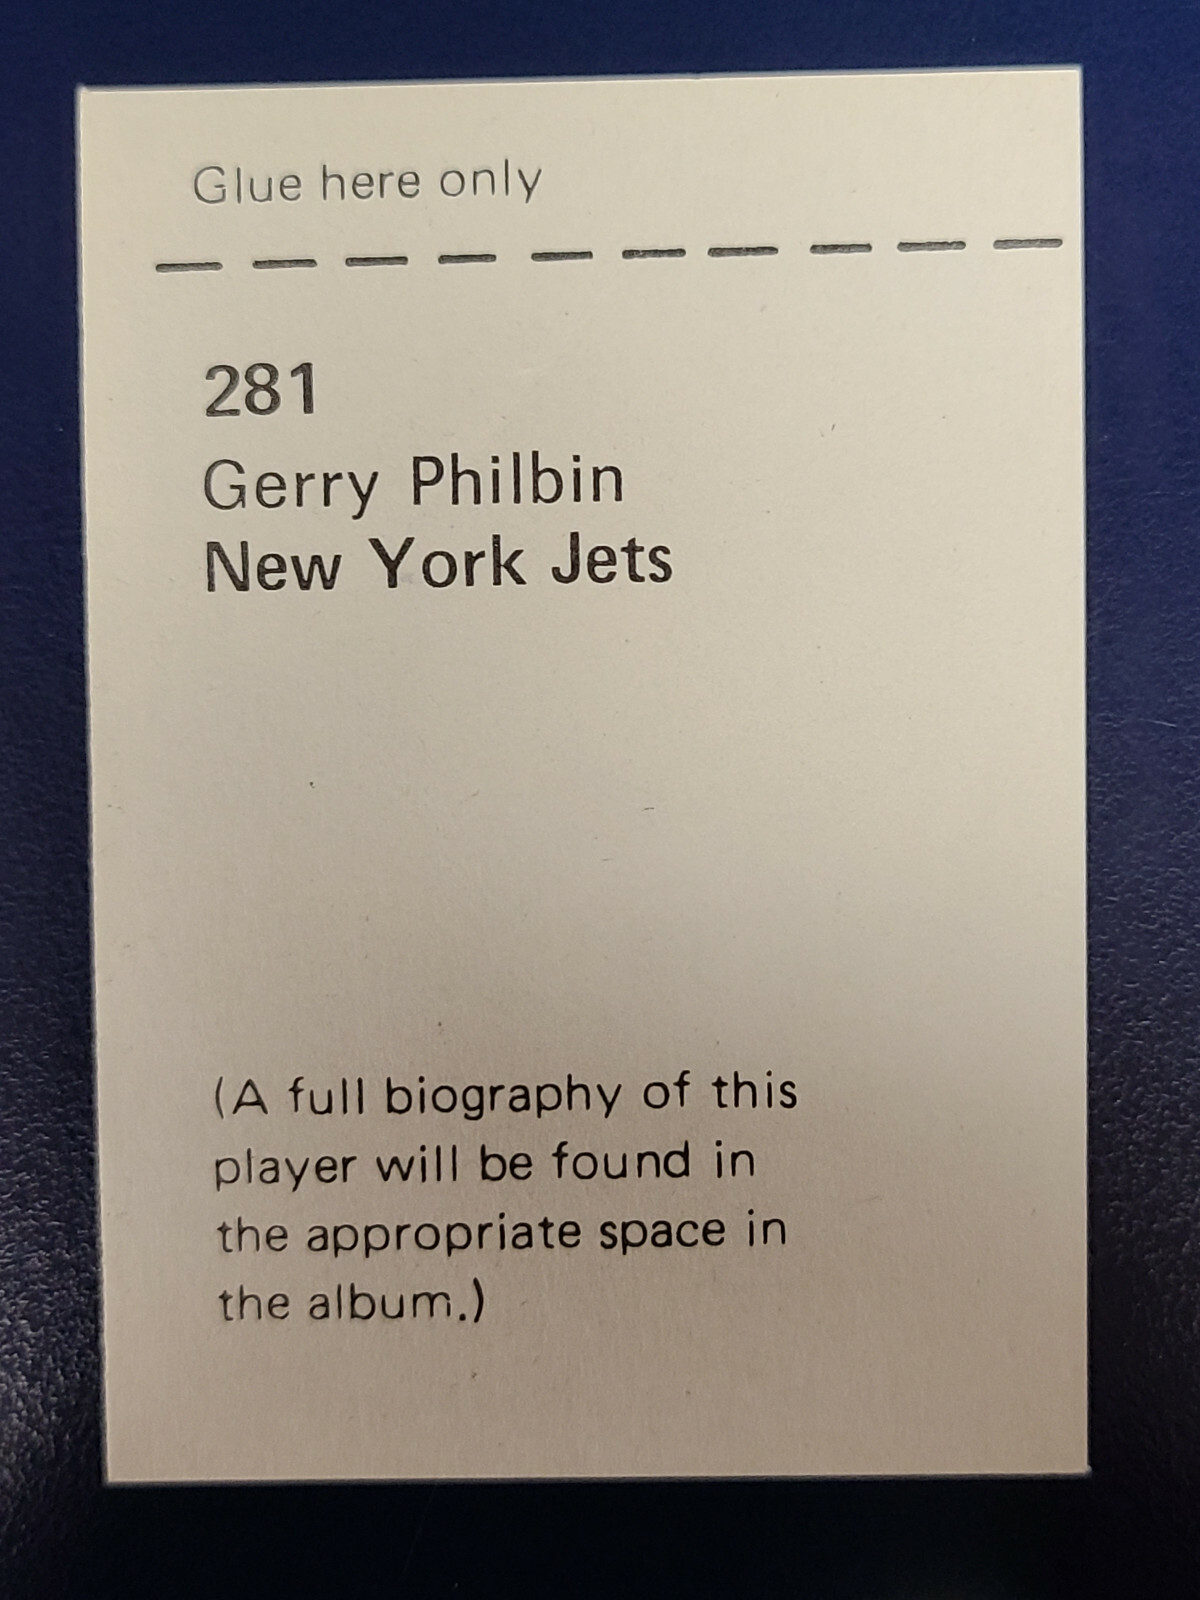 Glue here only
281
Gerry Philbin
New York Jets
(A full biography of this
player will be found in
the appropriate space in
the album.)